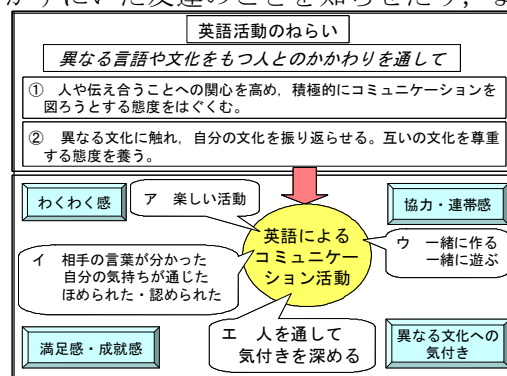 英語活動のねらい
異なる言語や文化をもつ人とのかかわりを通して
① 人や伝え合うことへの関心を高め,積極的にコミュニケーションを
図ろうとする態度をはぐくむ。
② 異なる文化に触れ,自分の文化を振り返らせる。互いの文化を尊重
する態度を養う。
わくわく感
ア 楽しい活動
協力・連帯感
英語による
コミュニケー
ション活動
イ 相手の言葉が分かった
自分の気持ちが通じた
ほめられた・認められた
ウ 一緒に作る
一緒に遊ぶ
満足感・成就感
エ 人を通して
気付きを深める
異なる文化への
気付き